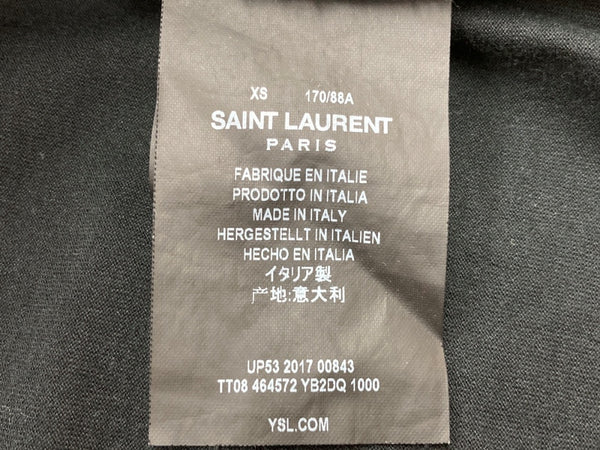 XS 170/88A
SAINT LAURENT
PARIS
FABRIQUE EN ITALIE
PRODOTTO IN ITALIA
MADE IN ITALY
HERGESTELLT IN ITALIEN
HECHO EN ITALIA
イタリア製
产地:意大利
UP53 2017 00843
TT08 464572 YB2DQ 1000
YSL.COM